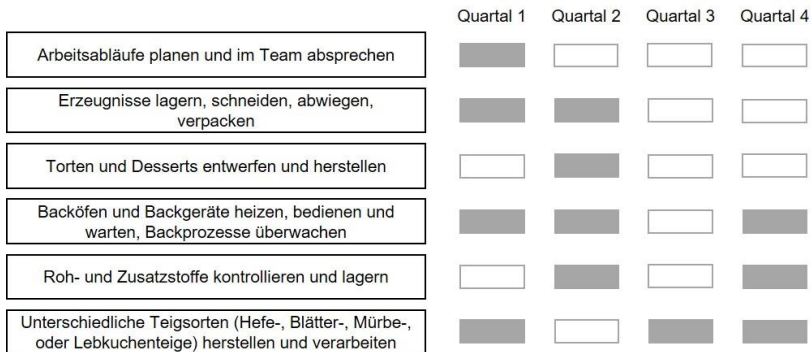 Quartal 1 Quartal 2 Quartal 3 Quartal 4
Arbeitsabläufe planen und im Team absprechen
Erzeugnisse lagern, schneiden, abwiegen,
verpacken
Torten und Desserts entwerfen und herstellen
Backöfen und Backgeräte heizen, bedienen und
warten, Backprozesse überwachen
Roh- und Zusatzstoffe kontrollieren und lagern
Unterschiedliche Teigsorten (Hefe-, Blätter-, Mürbe-,
oder Lebkuchenteige) herstellen und verarbeiten